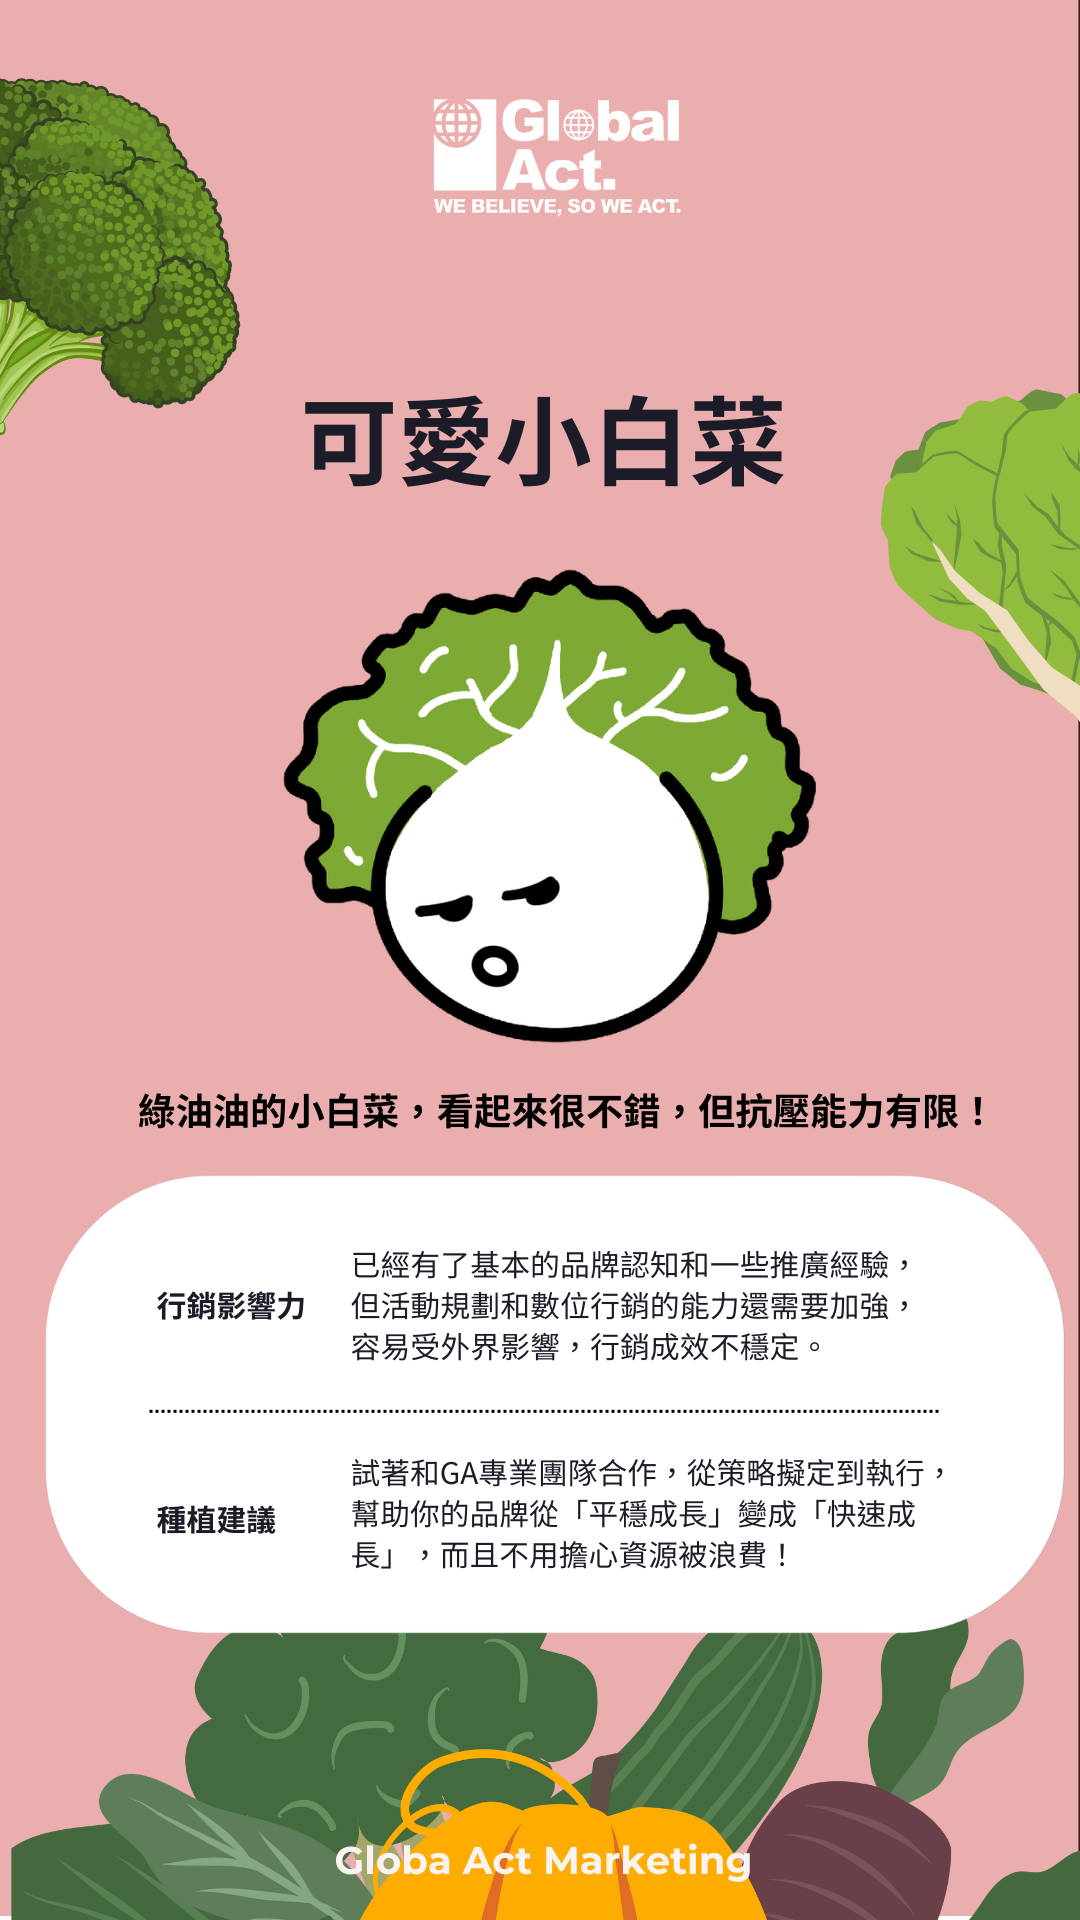 Global
Act.
WE BELIEVE, SO WE ACT.
可愛小白菜
綠油油的小白菜，看起來很不錯，但抗壓能力有限！
行銷影響力
已經有了基本的品牌認知和一些推廣經驗，
但活動規劃和數位行銷的能力還需要加強，
容易受外界影響，行銷成效不穩定。
種植建議
試著和GA專業團隊合作，從策略擬定到執行，
幫助你的品牌從「平穩成長」變成「快速成
長」，而且不用擔心資源被浪費！
Globa Act Marketing